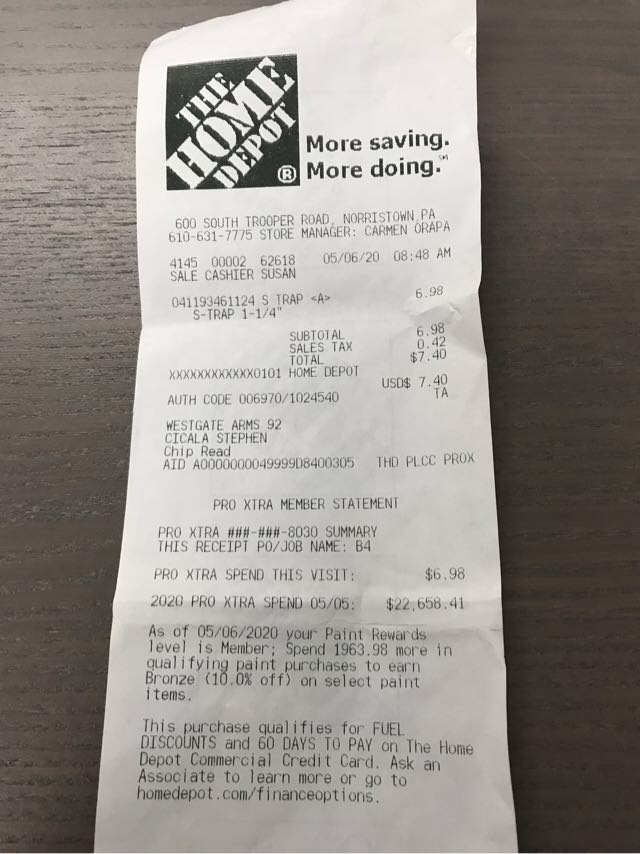 THE
HOME
DEPOT
®
More saving.
More doing.℠
600 SOUTH TROOPER ROAD, NORRISTOWN,PA
610-631-7775 STORE MANAGER: CARMEN ORAPA
4145 00002 62618 05/06/20 08:48 AM
SALE CASHIER SUSAN
041193461124 S TRAP <A> 6.98
S-TRAP 1-1/4"
SUBTOTAL 6.98
SALES TAX 0.42
TOTAL $7.40
XXXXXXXXXXXX0101 HOME DEPOT
USD$ 7.40
AUTH CODE 006970/1024540 TA
WESTGATE ARMS 92
CICALA STEPHEN
Chip Read
AID A0000000049999D8400305 THD PLCC PROX
PRO XTRA MEMBER STATEMENT
PRO XTRA ###-###-8030 SUMMARY
THIS RECEIPT PO/JOB NAME: B4
PRO XTRA SPEND THIS VISIT: $6.98
2020 PRO XTRA SPEND 05/05: $22,658.41
As of 05/06/2020 your Paint Rewards
level is Member; Spend 1963.98 more in
qualifying paint purchases to earn
Bronze (10.0% off) on select paint
items.
This purchase qualifies for FUEL
DISCOUNTS and 60 DAYS TO PAY on The Home
Depot Commercial Credit Card. Ask an
Associate to learn more or go to
homedepot.com/financeoptions.